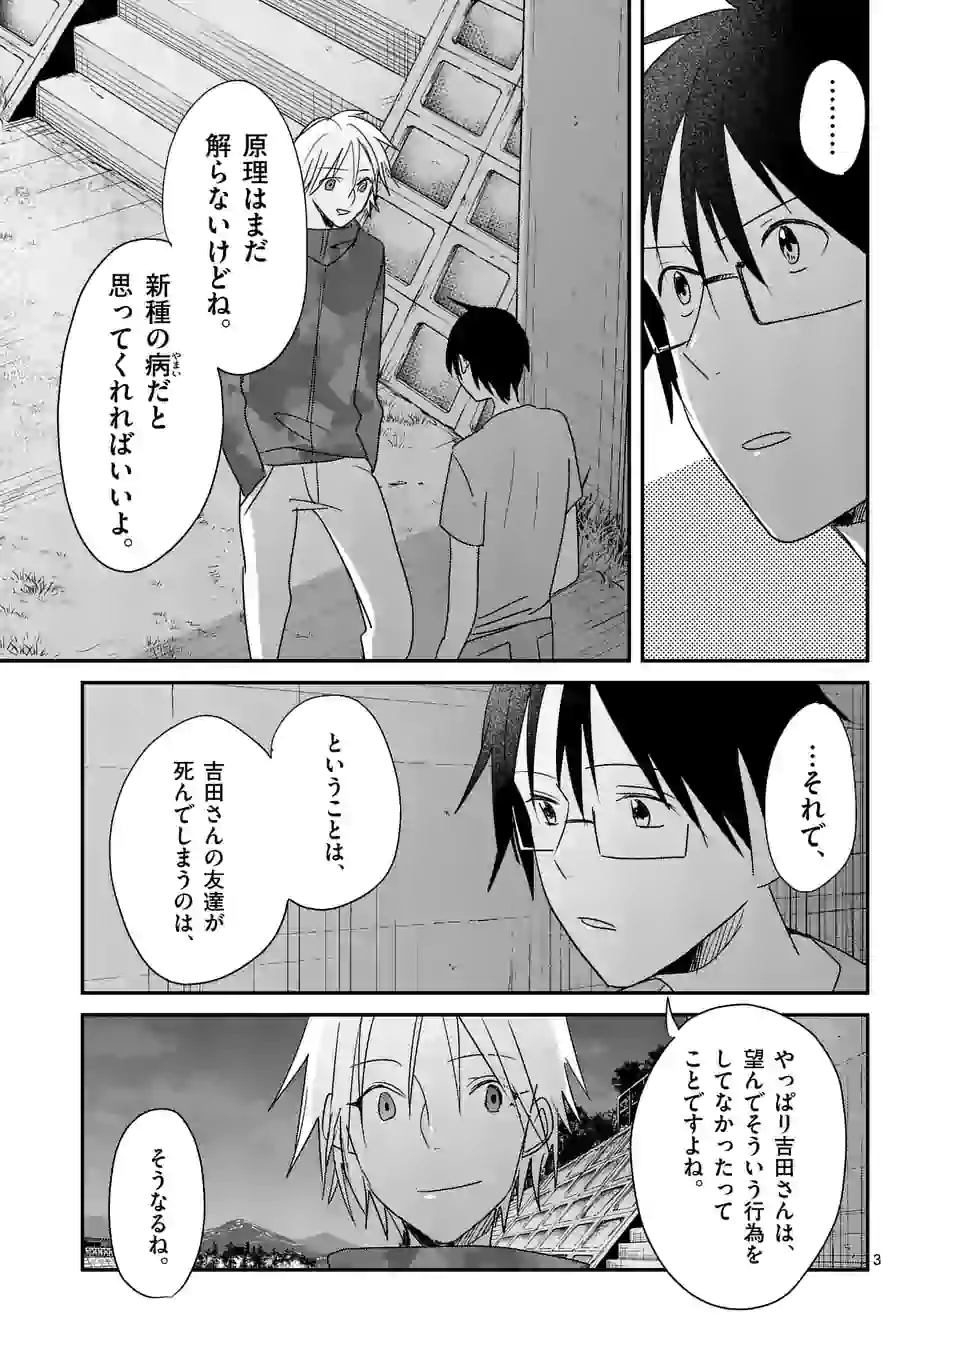 ………
原理はまだ
解らないけどね。
新種の病だと
やまい
思ってくれればいいよ。
…それで、
ということは、
吉田さんの友達が
死んでしまうのは、
やっぱり吉田さんは、
望んでそういう行為を
してなかったって
ことですよね。
そうなるね。
3